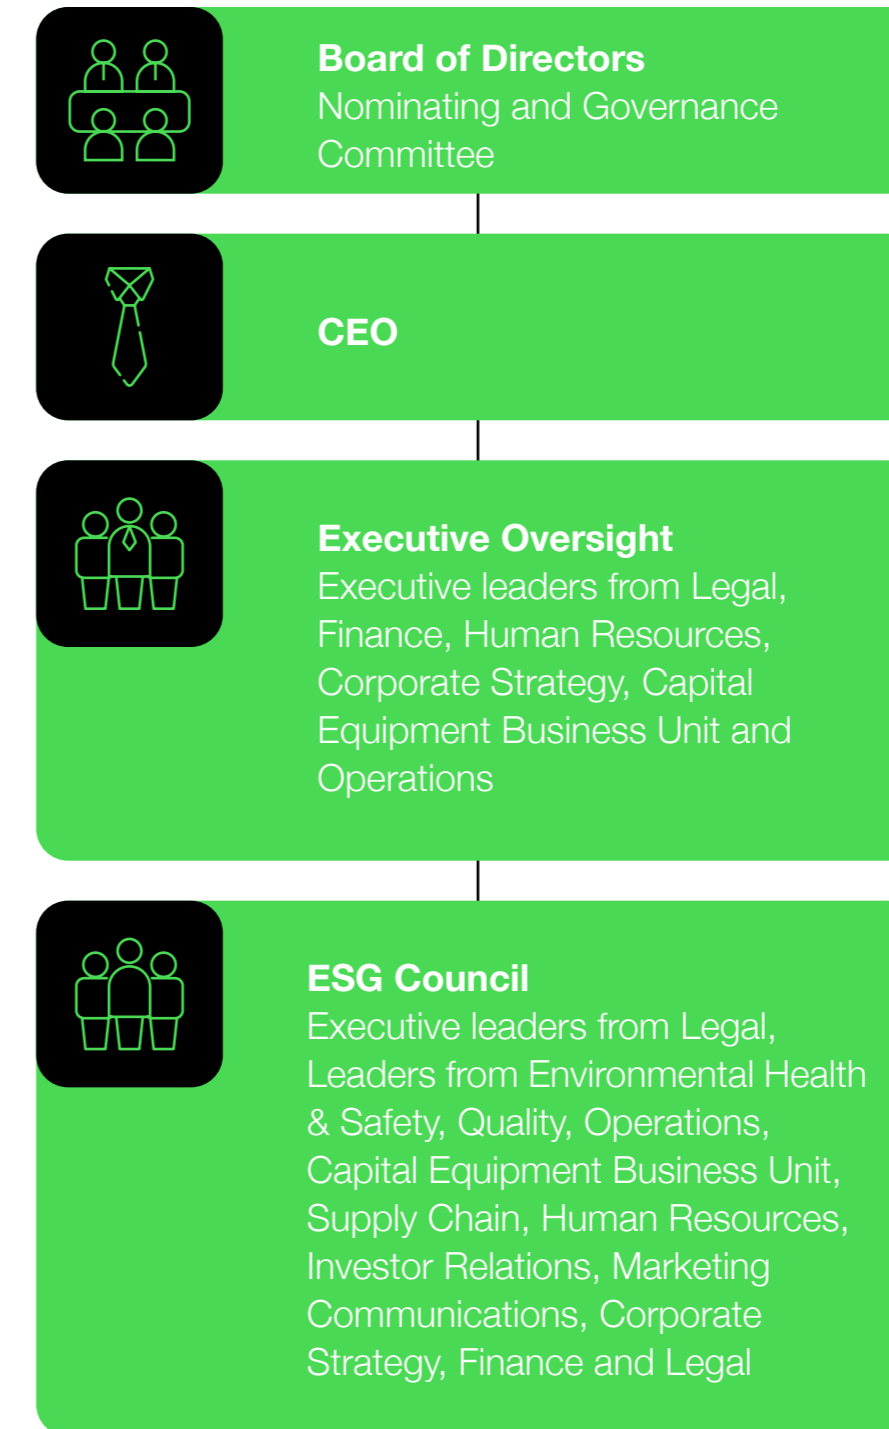 Board of Directors
Nominating and Governance
Committee
CEO
Executive Oversight
Executive leaders from Legal,
Finance, Human Resources,
Corporate Strategy, Capital
Equipment Business Unit and
Operations
ESG Council
Executive leaders from Legal,
Leaders from Environmental Health
& Safety, Quality, Operations,
Capital Equipment Business Unit,
Supply Chain, Human Resources,
Investor Relations, Marketing
Communications, Corporate
Strategy, Finance and Legal